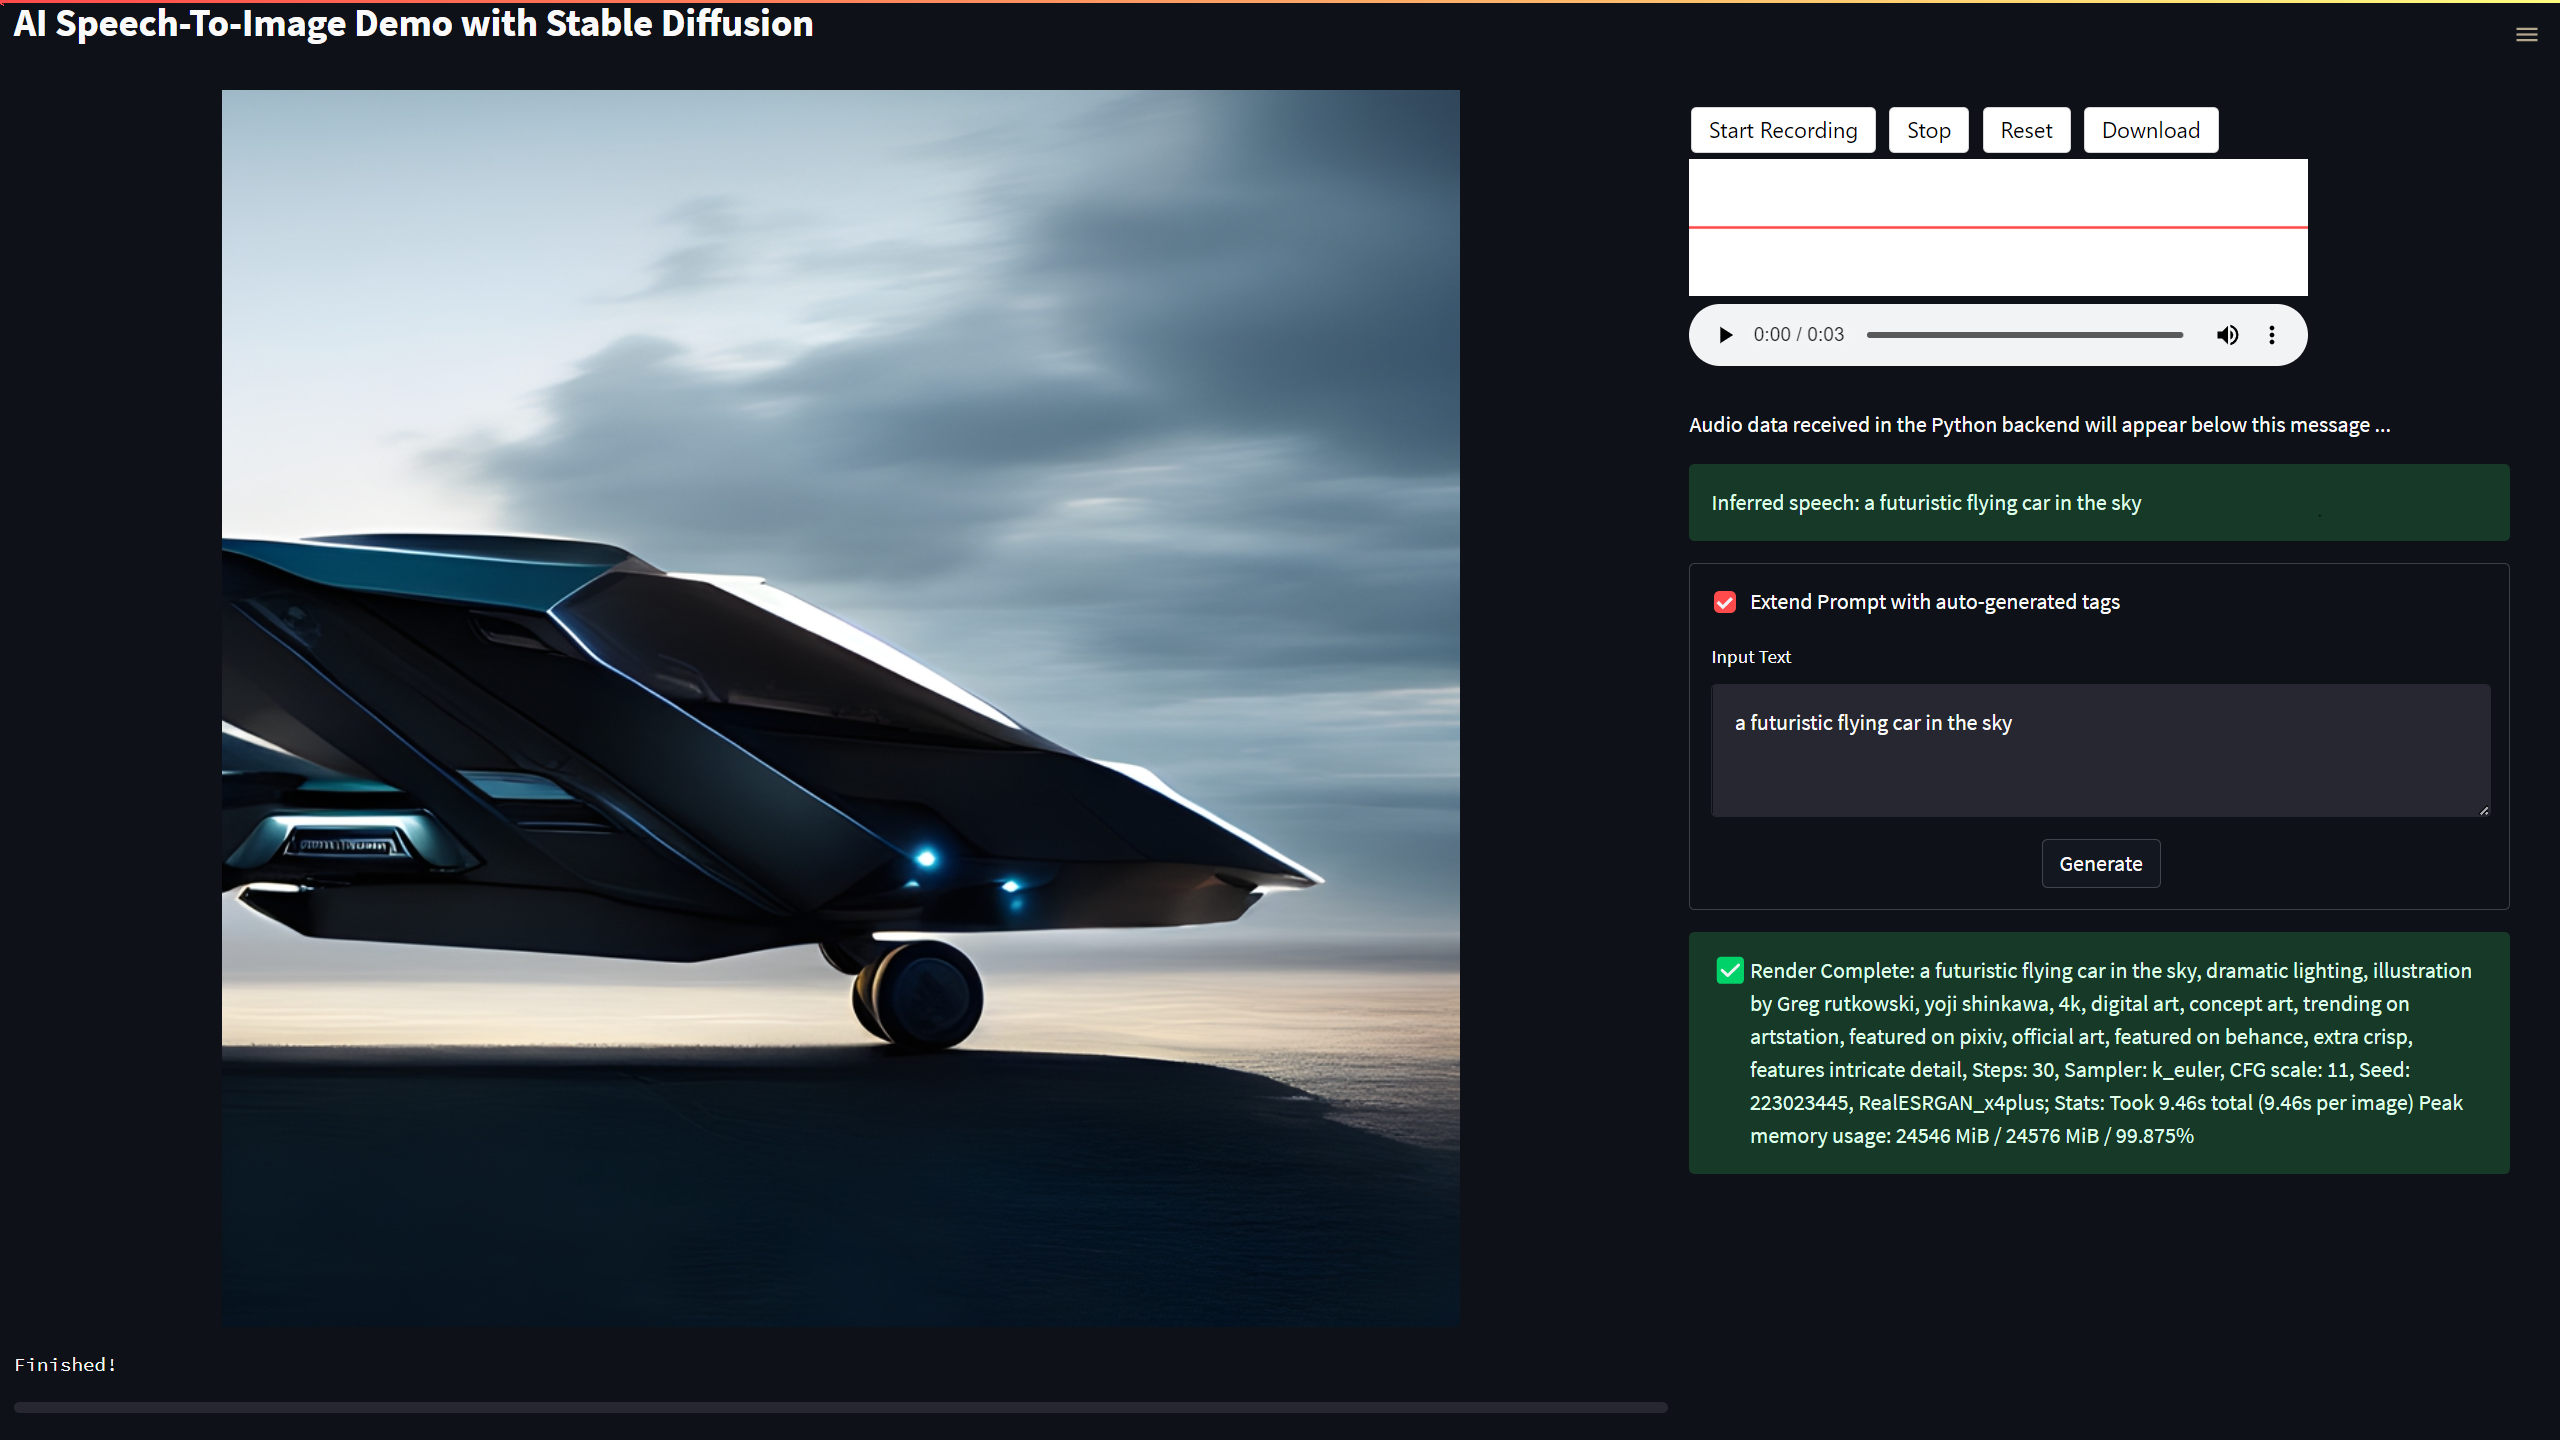 AI Speech-To-Image Demo with Stable Diffusion
Start Recording Stop Reset Download
0:00 / 0:03
Audio data received in the Python backend will appear below this message ...
Inferred speech: a futuristic flying car in the sky
Extend Prompt with auto-generated tags
Input Text
a futuristic flying car in the sky
Generate
Render Complete: a futuristic flying car in the sky, dramatic lighting, illustration
by Greg rutkowski, yoji shinkawa, 4k, digital art, concept art, trending on
artstation, featured on pixiv, official art, featured on behance, extra crisp,
features intricate detail, Steps: 30, Sampler: k_euler, CFG scale: 11, Seed:
223023445, RealESRGAN_x4plus; Stats: Took 9.46s total (9.46s per image) Peak
memory usage: 24546 MiB / 24576 MiB / 99.875%
Finished!